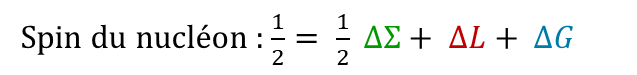 Spin du nucléon : 1/2 = 1/2 ΔΣ + ΔL + ΔG